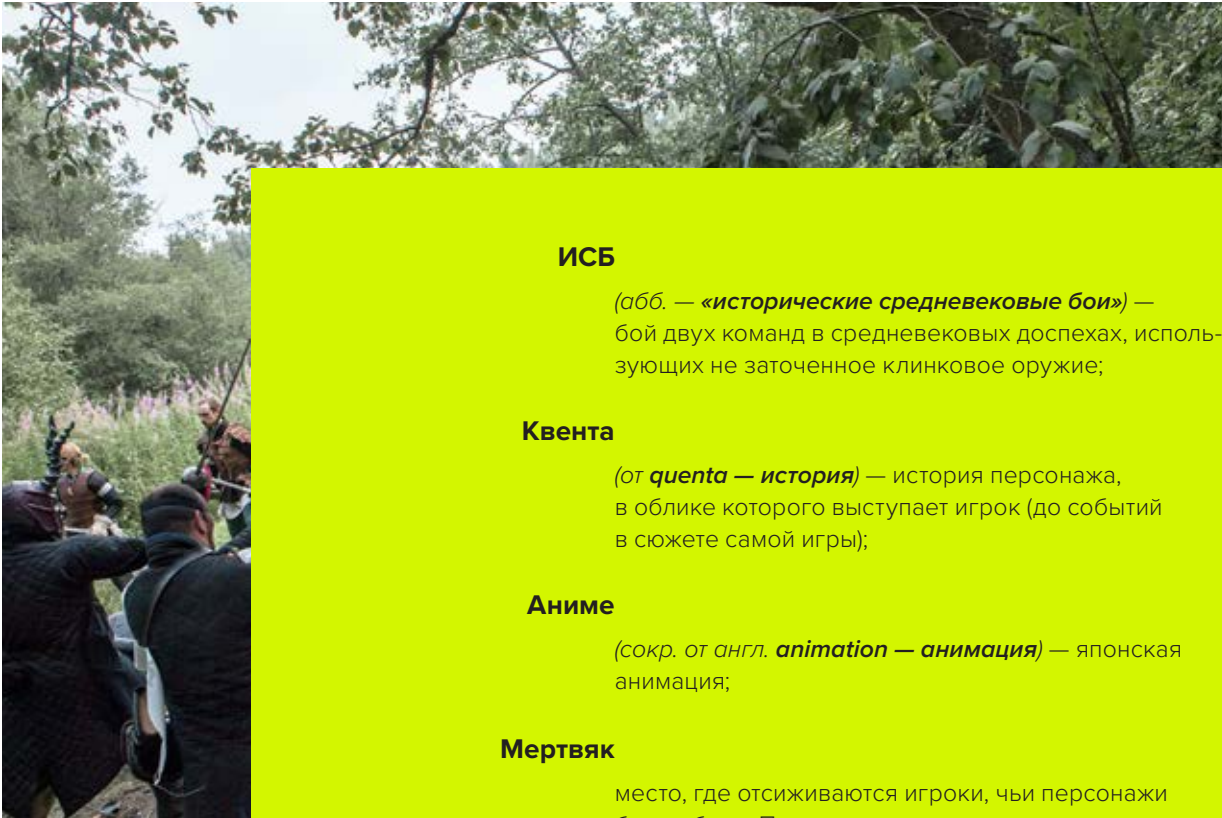 ИСБ
(абб. — «исторические средневековые бои») —
бой двух команд в средневековых доспехах, исполь-
зующих не заточенное клинковое оружие;
Квента
(от quenta — история) — история персонажа,
в облике которого выступает игрок (до событий
в сюжете самой игры);
Аниме
(сокр. от англ. animation — анимация) — японская
анимация;
Мертвяк
место, где отсиживаются игроки, чьи персонажи